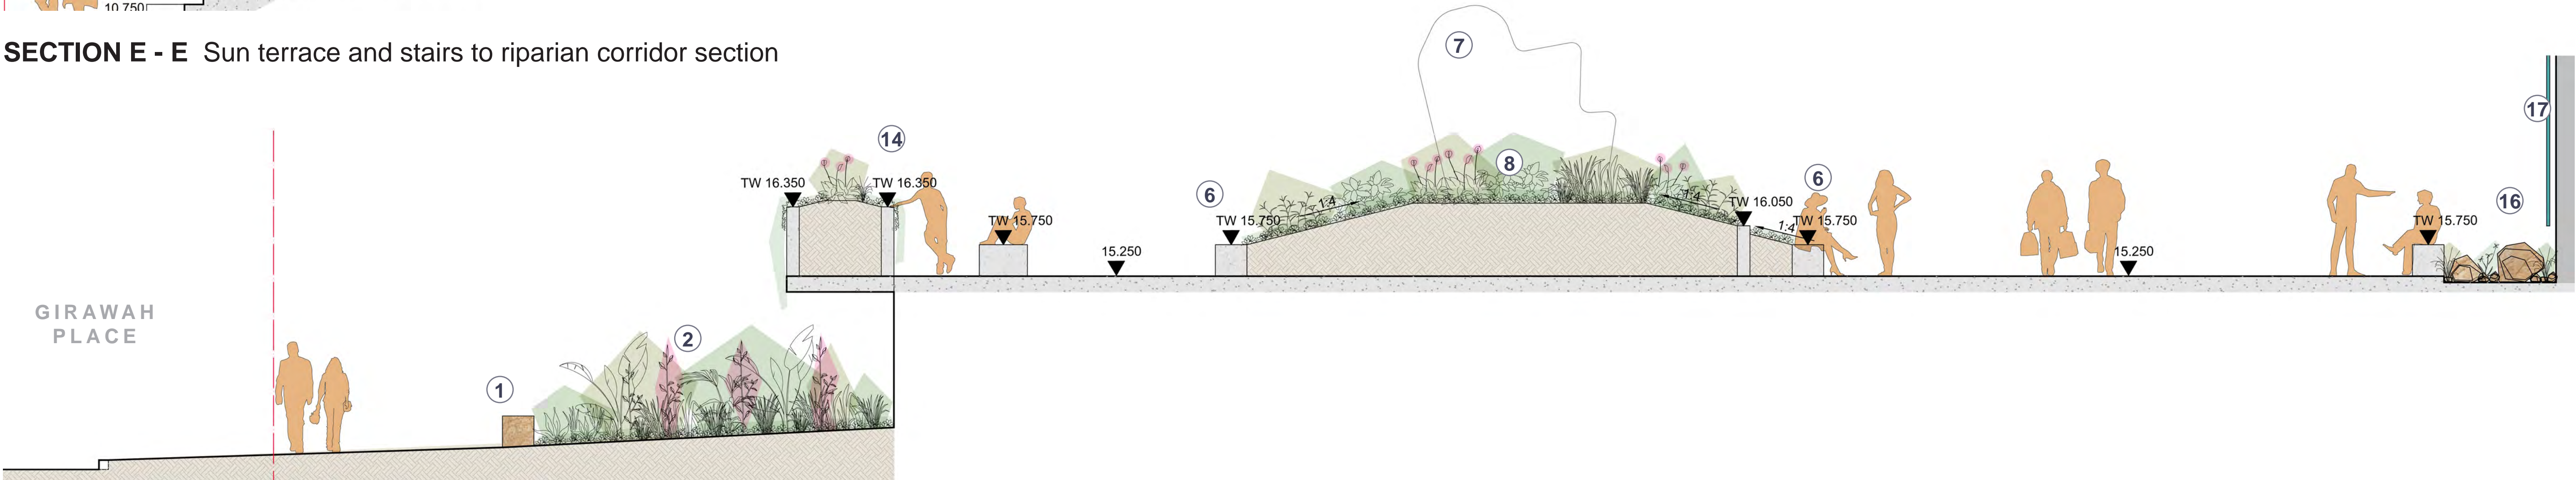 10.750
SECTION E - E Sun terrace and stairs to riparian corridor section
7
17
14
8
6
6
TW 16.350
TW 16.350
1:4
1:4
16
TW 15.750
TW 15.750
TW 16.050
1:4
TW 15.750
TW 15.750
15.250
15.250
GIRAWAH
PLACE
2
1